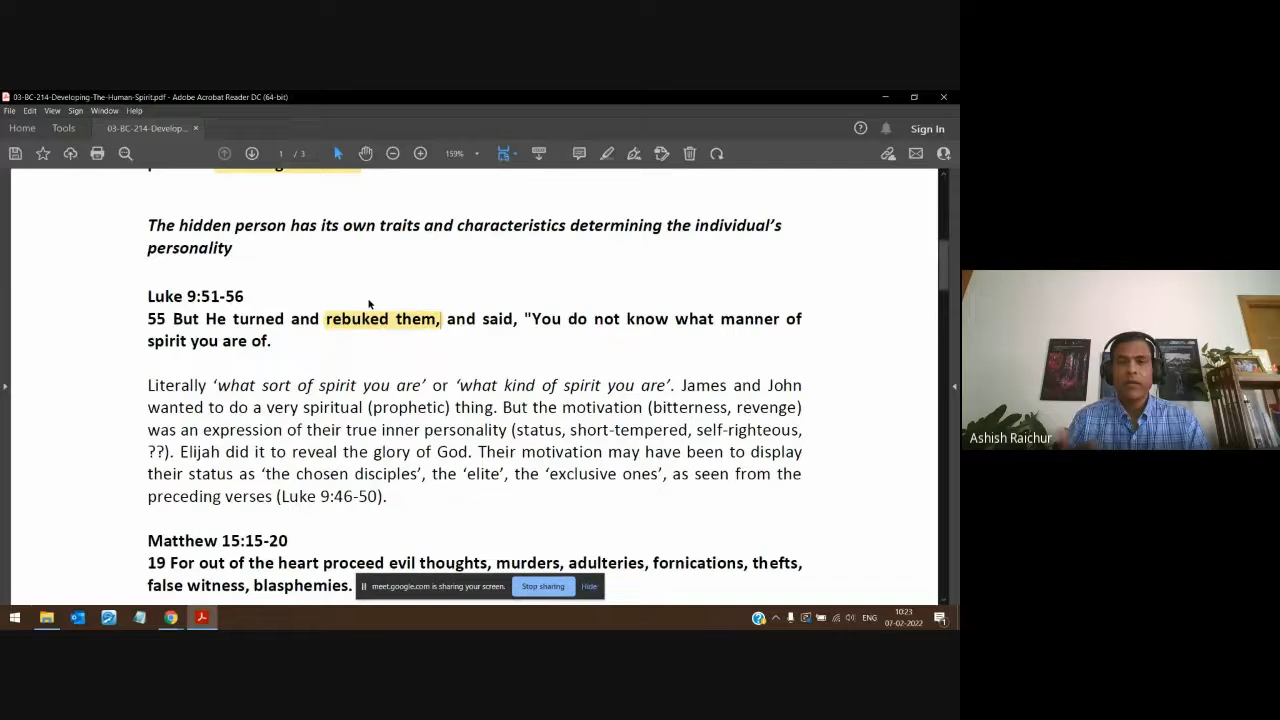 03-BC-214-Developing-The-Human-Spirit.pdf - Adobe Acrobat Reader DC (64-bit)
File Edit View Sign Window Help
Home Tools 03-BC-214-Develop... × Sign In
1 / 3 159%
The hidden person has its own traits and characteristics determining the individual's
personality
Luke 9:51-56
55 But He turned and rebuked them, and said, "You do not know what manner of
spirit you are of.
Literally 'what sort of spirit you are' or 'what kind of spirit you are'. James and John
wanted to do a very spiritual (prophetic) thing. But the motivation (bitterness, revenge)
was an expression of their true inner personality (status, short-tempered, self-righteous,
??). Elijah did it to reveal the glory of God. Their motivation may have been to display
their status as 'the chosen disciples', the 'elite', the 'exclusive ones', as seen from the
preceding verses (Luke 9:46-50).
Matthew 15:15-20
19 For out of the heart proceed evil thoughts, murders, adulteries, fornications, thefts,
false witness, blasphemies.
meet.google.com is sharing your screen. Stop sharing Hide
ENG 10:23
07-02-2022
Ashish Raichur